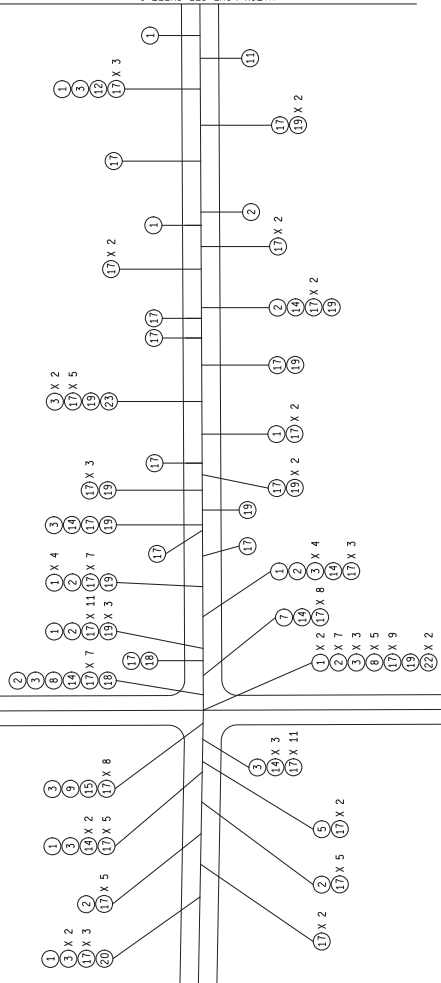 1
3 X 2
17 X 3
20
2
17 X 5
1
3
14 X 2
17 X 5
3
9
15
17 X 8
2
3
8
14
17 X 7
18
17
18
1
2
17 X 11
19 X 3
1 X 4
2
17 X 7
19
17
3
14
17
19
17 X 3
19
17
3 X 2
17 X 5
19
23
17
17
17 X 2
1
17
1
3
12
17 X 3
1
17 X 2
2
17 X 5
5
17 X 2
3
14 X 3
17 X 11
1 X 2
2 X 7
3 X 3
8 X 5
17 X 9
19
22 X 2
7
14
17 X 8
1
2
3 X 4
14
17 X 3
17
19
17
19 X 2
1
17 X 2
17
19
2
14
17 X 2
19
17 X 2
2
17
19 X 2
11